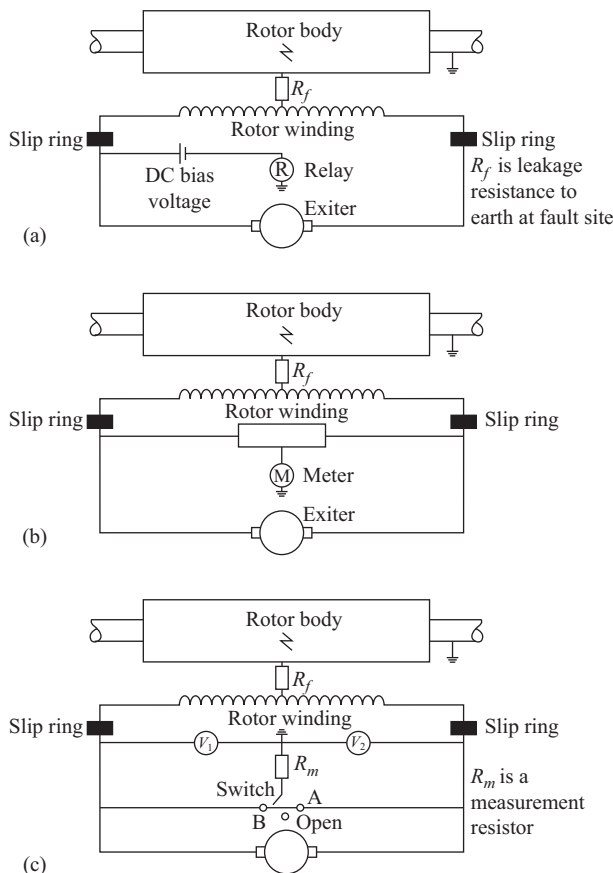 Rotor body
R_f
Rotor winding
Slip ring
Slip ring
R_f is leakage
resistance to
earth at fault site
DC bias
voltage
R Relay
Exiter
(a)
Rotor body
R_f
Rotor winding
Slip ring
Slip ring
M Meter
Exiter
(b)
Rotor body
R_f
Rotor winding
Slip ring
Slip ring
V_1
V_2
R_m
Switch
A
B
Open
R_m is a
measurement
resistor
(c)